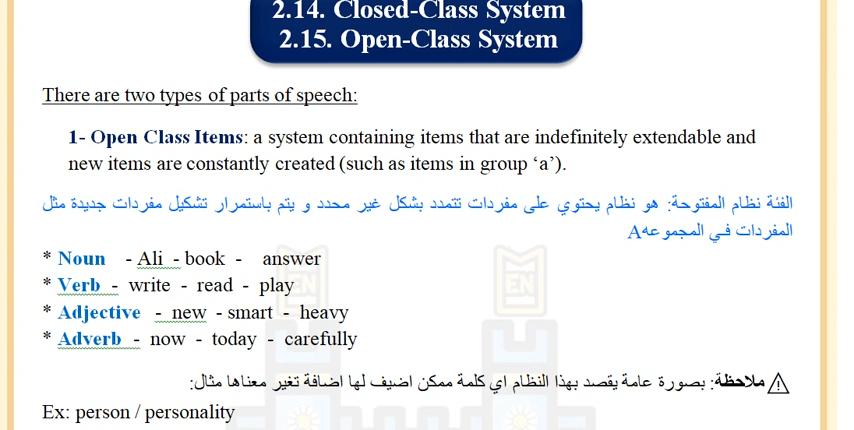 2.14. Closed-Class System
2.15. Open-Class System
There are two types of parts of speech:
1- Open Class Items: a system containing items that are indefinitely extendable and
new items are constantly created (such as items in group ‘a’).
الفئة نظام المفتوحة: هو نظام يحتوي على مفردات تتمدد بشكل غير محدد و يتم باستمرار تشكيل مفردات جديدة مثل
المفردات في المجموعهA
* Noun - Ali - book - answer
* Verb - write - read - play
* Adjective - new - smart - heavy
* Adverb - now - today - carefully
⚠ملاحظة: بصورة عامة يقصد بهذا النظام اي كلمة ممكن اضيف لها اضافة تغير معناها مثال:
Ex: person / personality
EN
EN